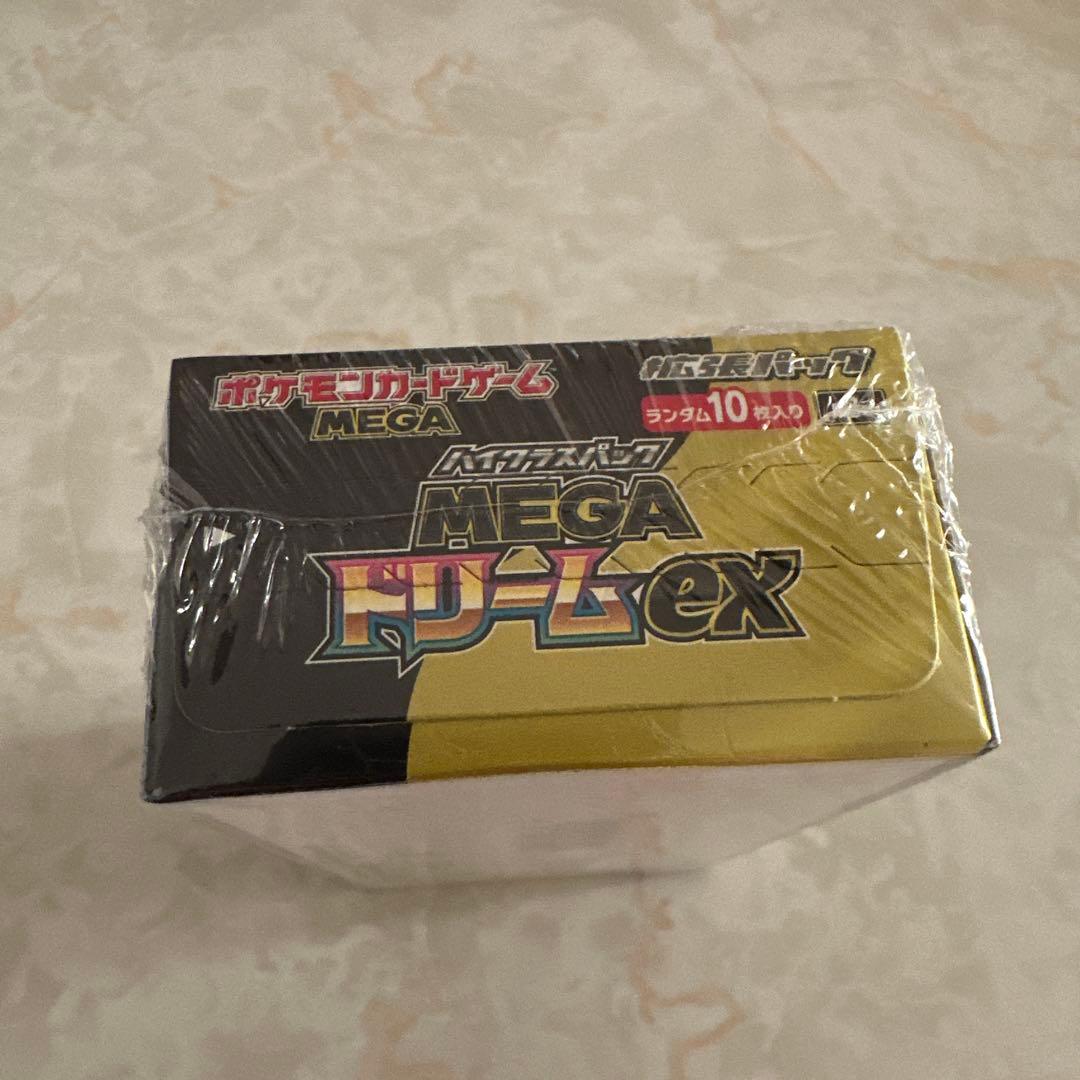 ポケモンカードゲーム
MEGA
拡張パック
ランダム10枚入り
ハイクラスパック
MEGA
ドリームex